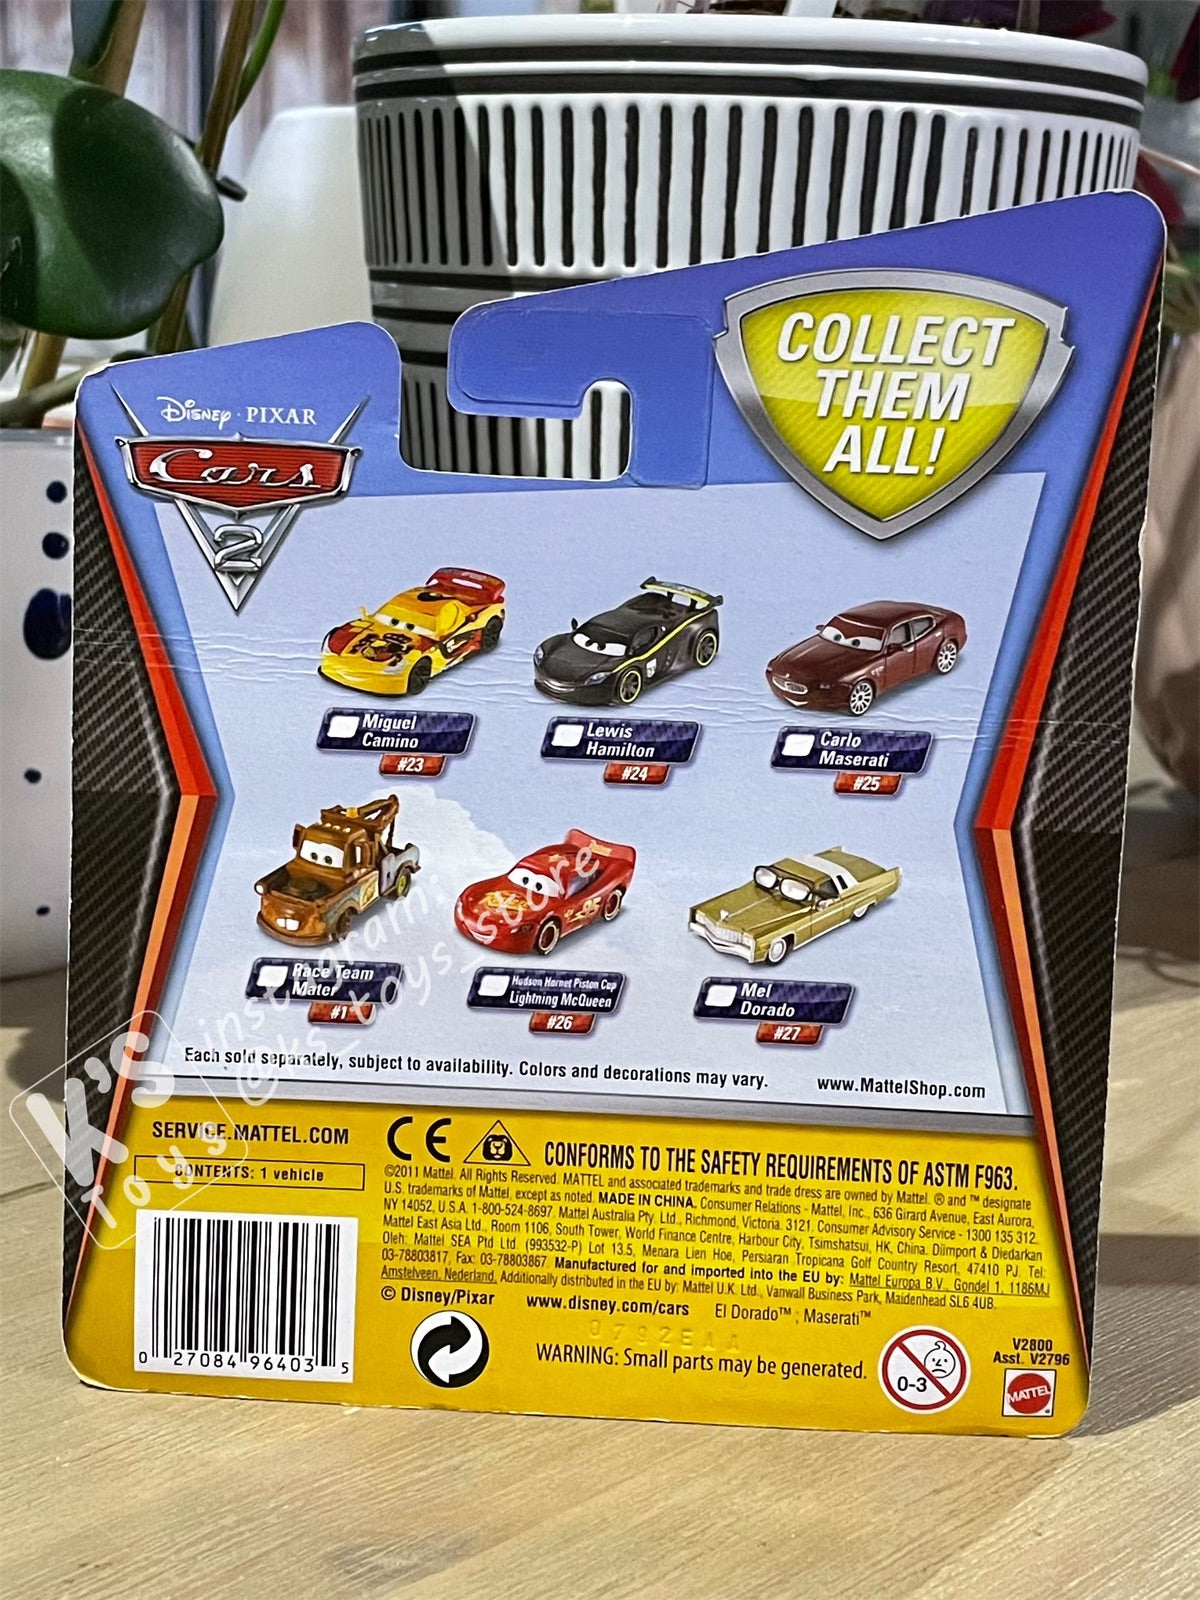 COLLECT
THEM
ALL!
Disney · PIXAR
Cars
2
Miguel
Camino
#23
Lewis
Hamilton
#24
Carlo
Maserati
#25
Race Team
Mater
#1
95
Hudson Hornet Piston Cup
Lightning McQueen
#26
Mel
Dorado
#27
Each sold separately, subject to availability. Colors and decorations may vary.
www.MattelShop.com
instagram:
@ks_toys_store
K'S
Toys
SERVICE.MATTEL.COM
CONTENTS: 1 vehicle
CE
CONFORMS TO THE SAFETY REQUIREMENTS OF ASTM F963.
©2011 Mattel. All Rights Reserved. MATTEL and associated trademarks and trade dress are owned by Mattel. ® and ™ designate
U.S. trademarks of Mattel, except as noted. MADE IN CHINA. Consumer Relations - Mattel, Inc., 636 Girard Avenue, East Aurora,
NY 14052, U.S.A. 1-800-524-8697. Mattel Australia Pty. Ltd., Richmond, Victoria. 3121. Consumer Advisory Service - 1300 135 312.
Mattel East Asia Ltd., Room 1106, South Tower, World Finance Centre, Harbour City, Tsimshatsui, HK, China. Diimport & Diedarkan
Oleh: Mattel SEA Ptd Ltd. (993532-P) Lot 13.5, Menara Lien Hoe, Persiaran Tropicana Golf Country Resort, 47410 PJ. Tel:
03-78803817, Fax: 03-78803867. Manufactured for and imported into the EU by: Mattel Europa B.V., Gondel 1, 1186MJ
Amstelveen, Nederland. Additionally distributed in the EU by: Mattel U.K. Ltd., Vanwall Business Park, Maidenhead SL6 4UB.
© Disney/Pixar
www.disney.com/cars
El Dorado™; Maserati™
0792EAA
WARNING: Small parts may be generated.
0-3
V2800
Asst. V2796
MATTEL
0 27084 96403 5